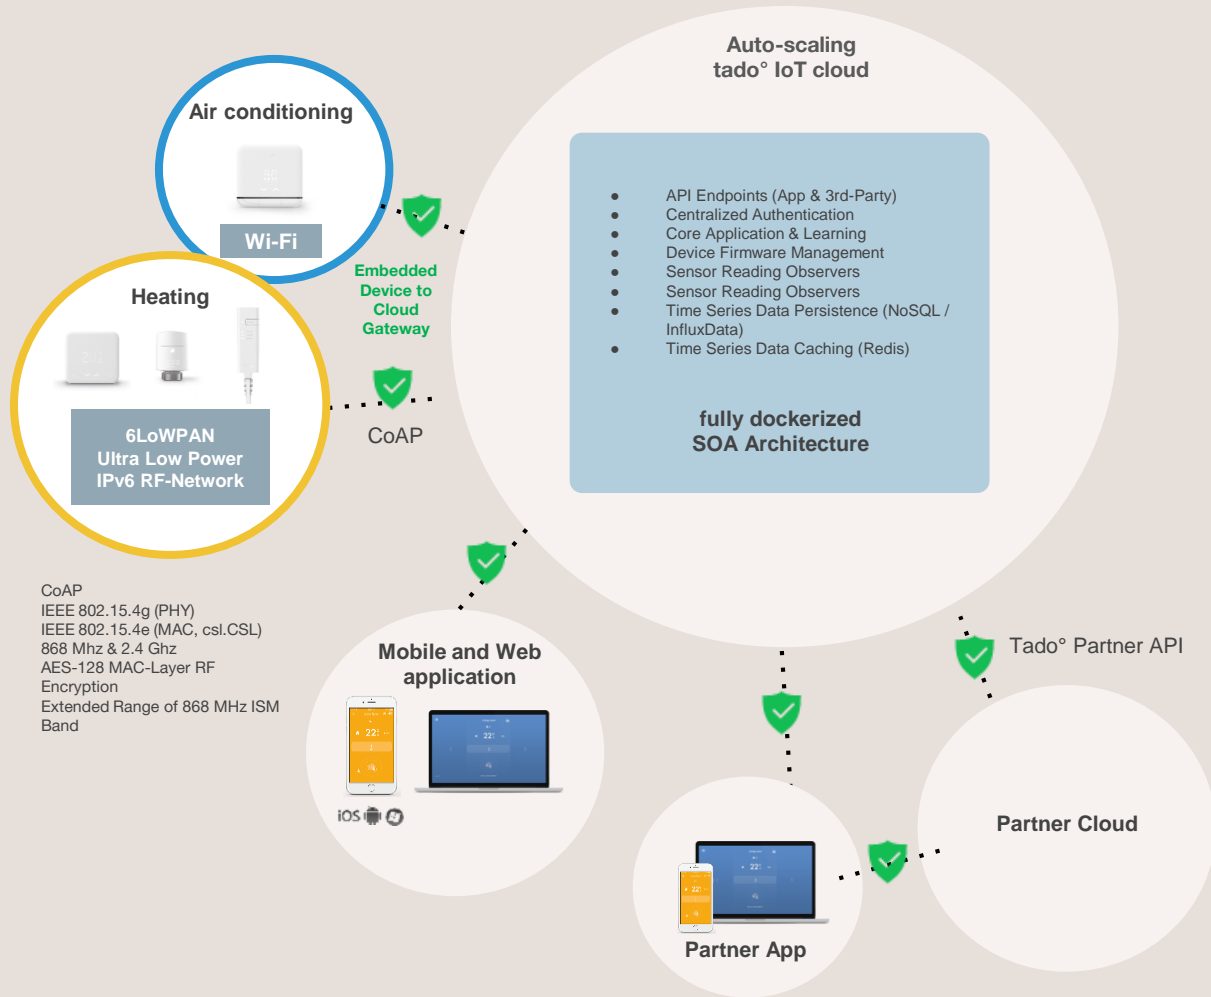 Auto-scaling
tado° IoT cloud
Air conditioning
Wi-Fi
● API Endpoints (App & 3rd-Party)
● Centralized Authentication
● Core Application & Learning
● Device Firmware Management
● Sensor Reading Observers
● Sensor Reading Observers
● Time Series Data Persistence (NoSQL /
InfluxData)
● Time Series Data Caching (Redis)
fully dockerized
SOA Architecture
Embedded
Device to
Cloud
Gateway
Heating
6LoWPAN
Ultra Low Power
IPv6 RF-Network
CoAP
CoAP
IEEE 802.15.4g (PHY)
IEEE 802.15.4e (MAC, csl.CSL)
868 Mhz & 2.4 Ghz
AES-128 MAC-Layer RF
Encryption
Extended Range of 868 MHz ISM
Band
Mobile and Web
application
22
22
iOS
Tado° Partner API
Partner Cloud
22
22
Partner App